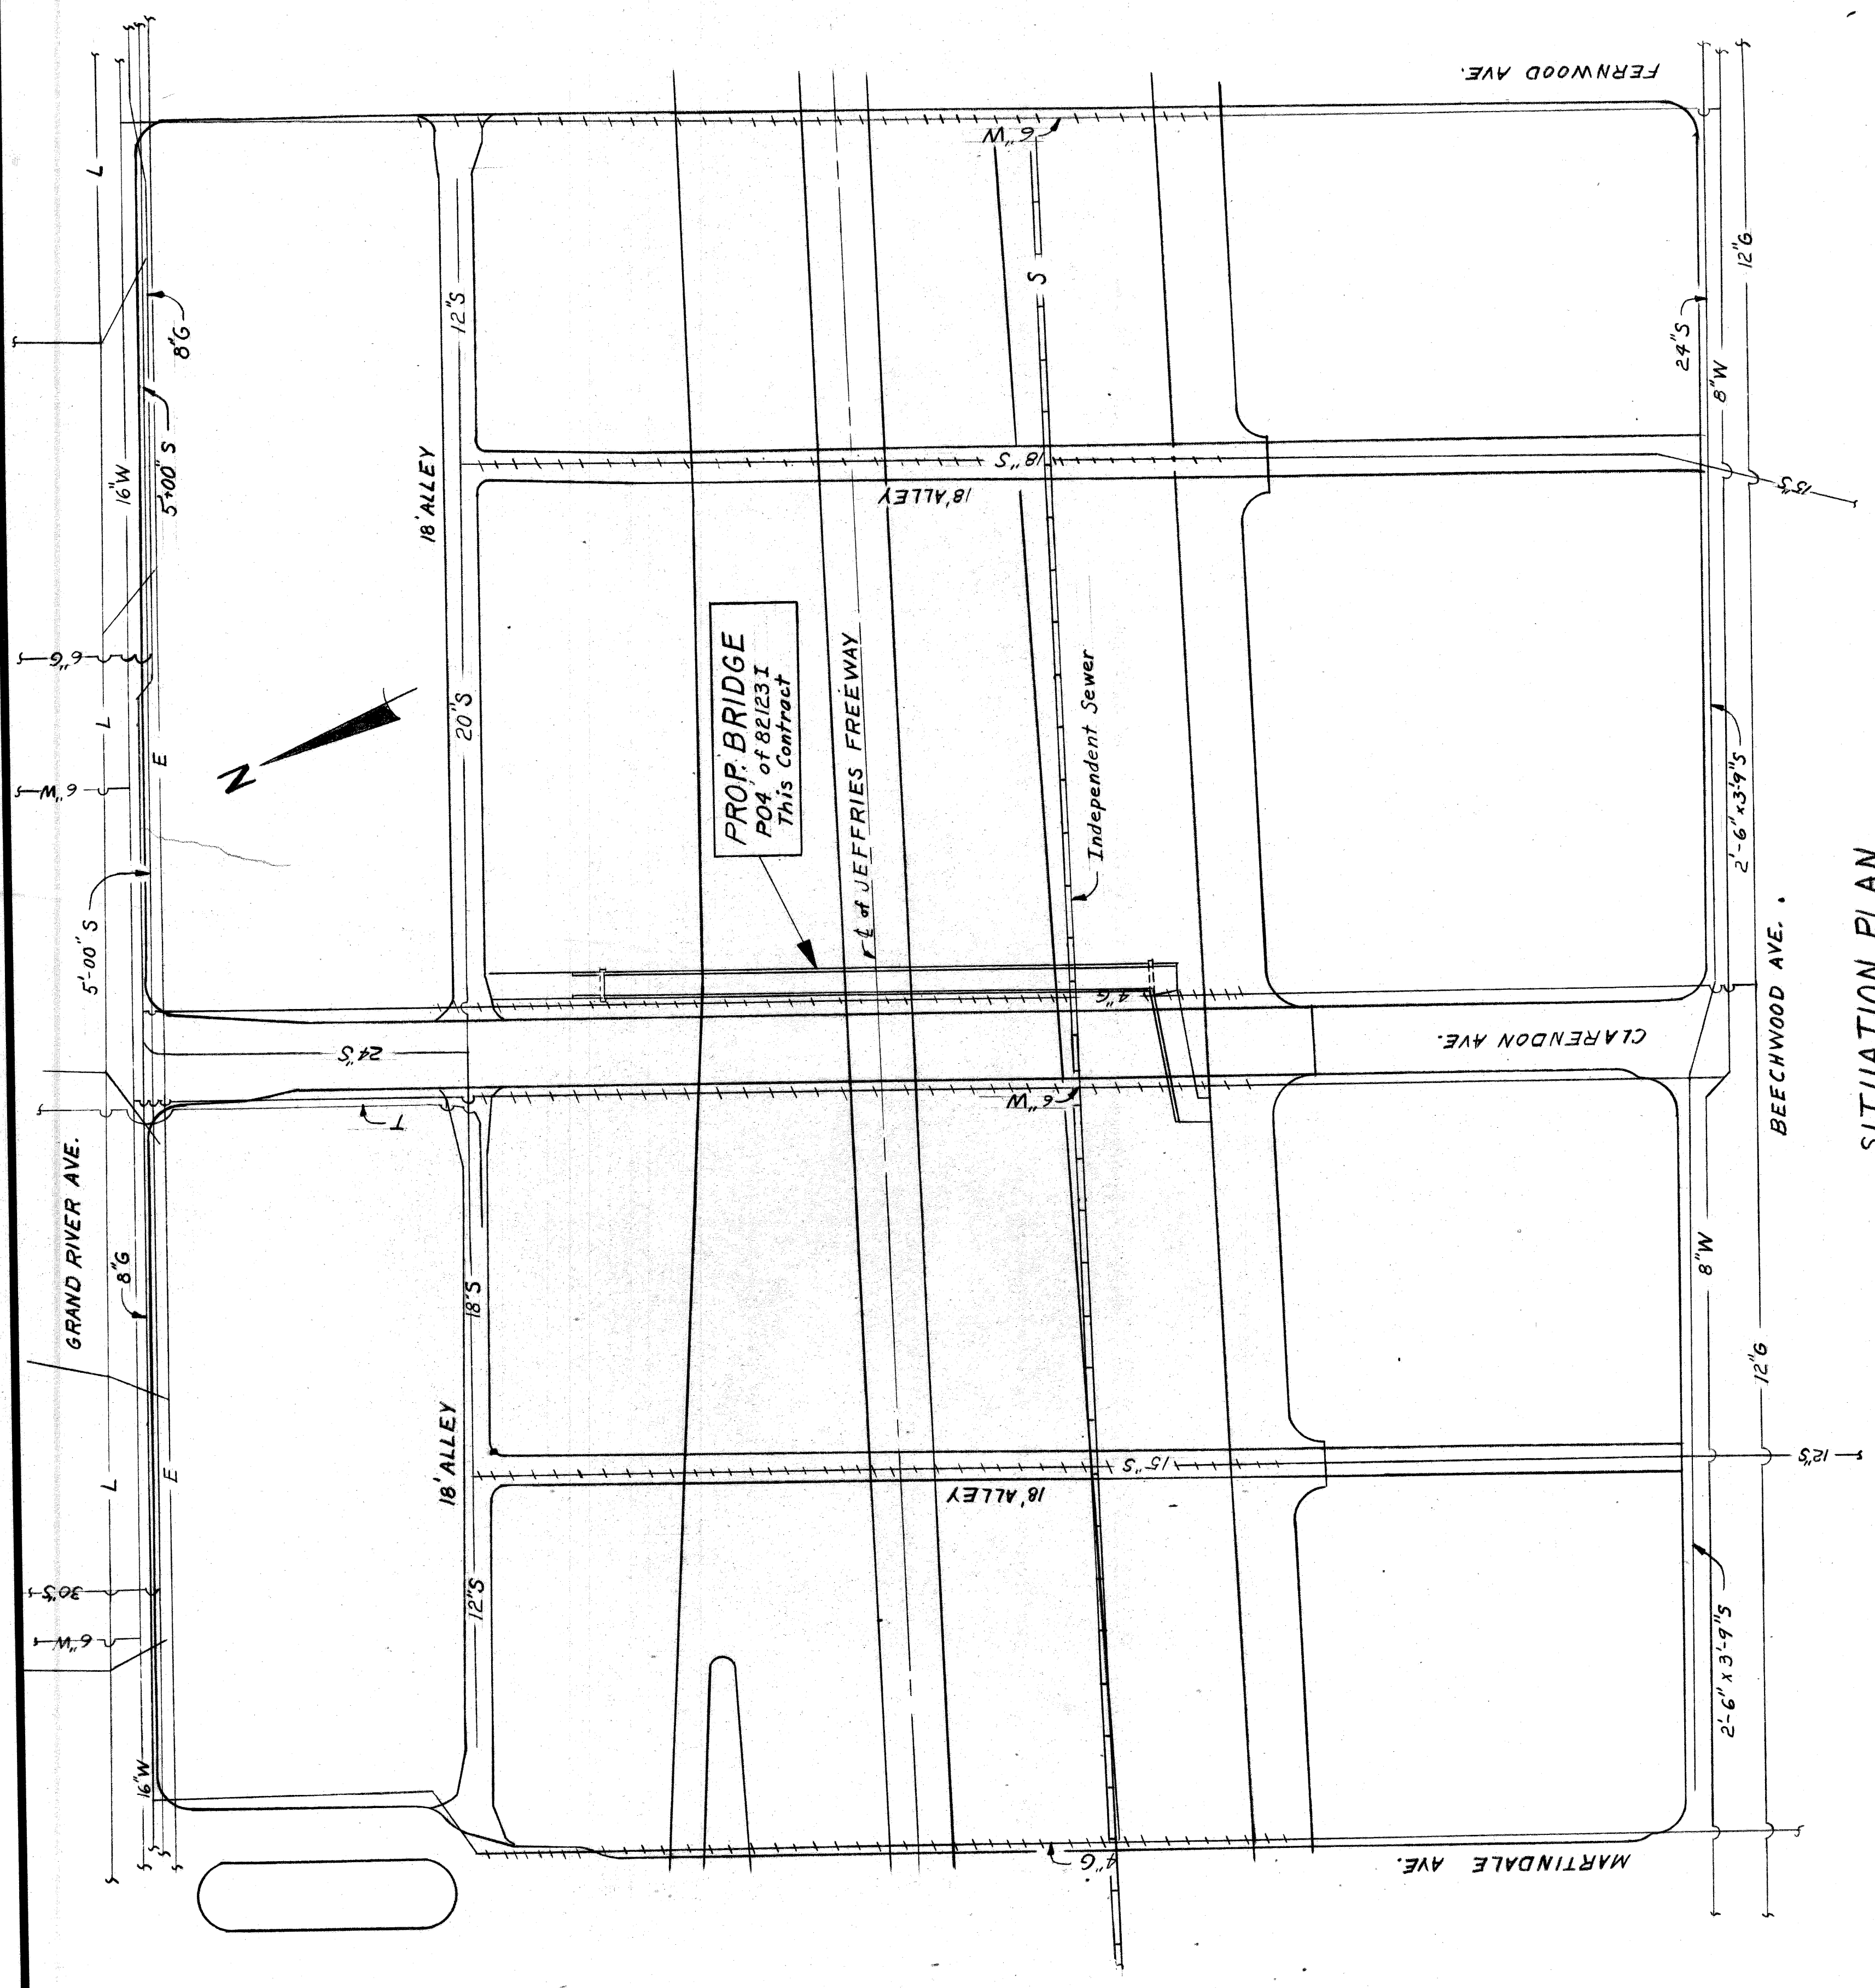 FERNWOOD AVE.
L
6"W
12"G
S
16"W
8"G
12"S
24"S
8"W
5'+00" S
18' ALLEY
18"S
18' ALLEY
15"S
6"G
L
E
6"W
20"S
PROP. BRIDGE
P04 of 82123 I
This Contract
℄ of JEFFRIES FREEWAY
Independent Sewer
2'-6" x 3'-9"S
5'-00" S
4"G
BEECHWOOD AVE.
SITUATION PLAN
N
24"S
CLARENDON AVE.
T
6"W
GRAND RIVER AVE.
8"G
18"S
8"W
12"G
L
E
18' ALLEY
15"S
18' ALLEY
12"S
30"S
6"W
12"S
2'-6" x 3'-9"S
16"W
4"G
MARTINDALE AVE.